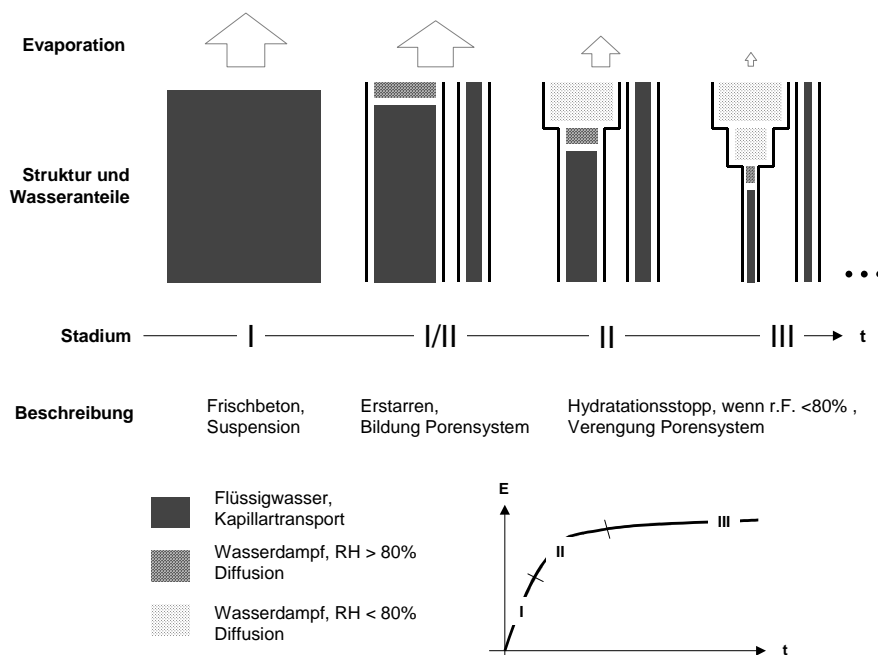 Evaporation
Struktur und
Wasseranteile
Stadium
I
I/II
II
III
t
Beschreibung
Frischbeton,
Suspension
Erstarren,
Bildung Porensystem
Hydratationsstopp, wenn r.F. <80% ,
Verengung Porensystem
Flüssigwasser,
Kapillartransport
Wasserdampf, RH > 80%
Diffusion
Wasserdampf, RH < 80%
Diffusion
E
III
II
I
t